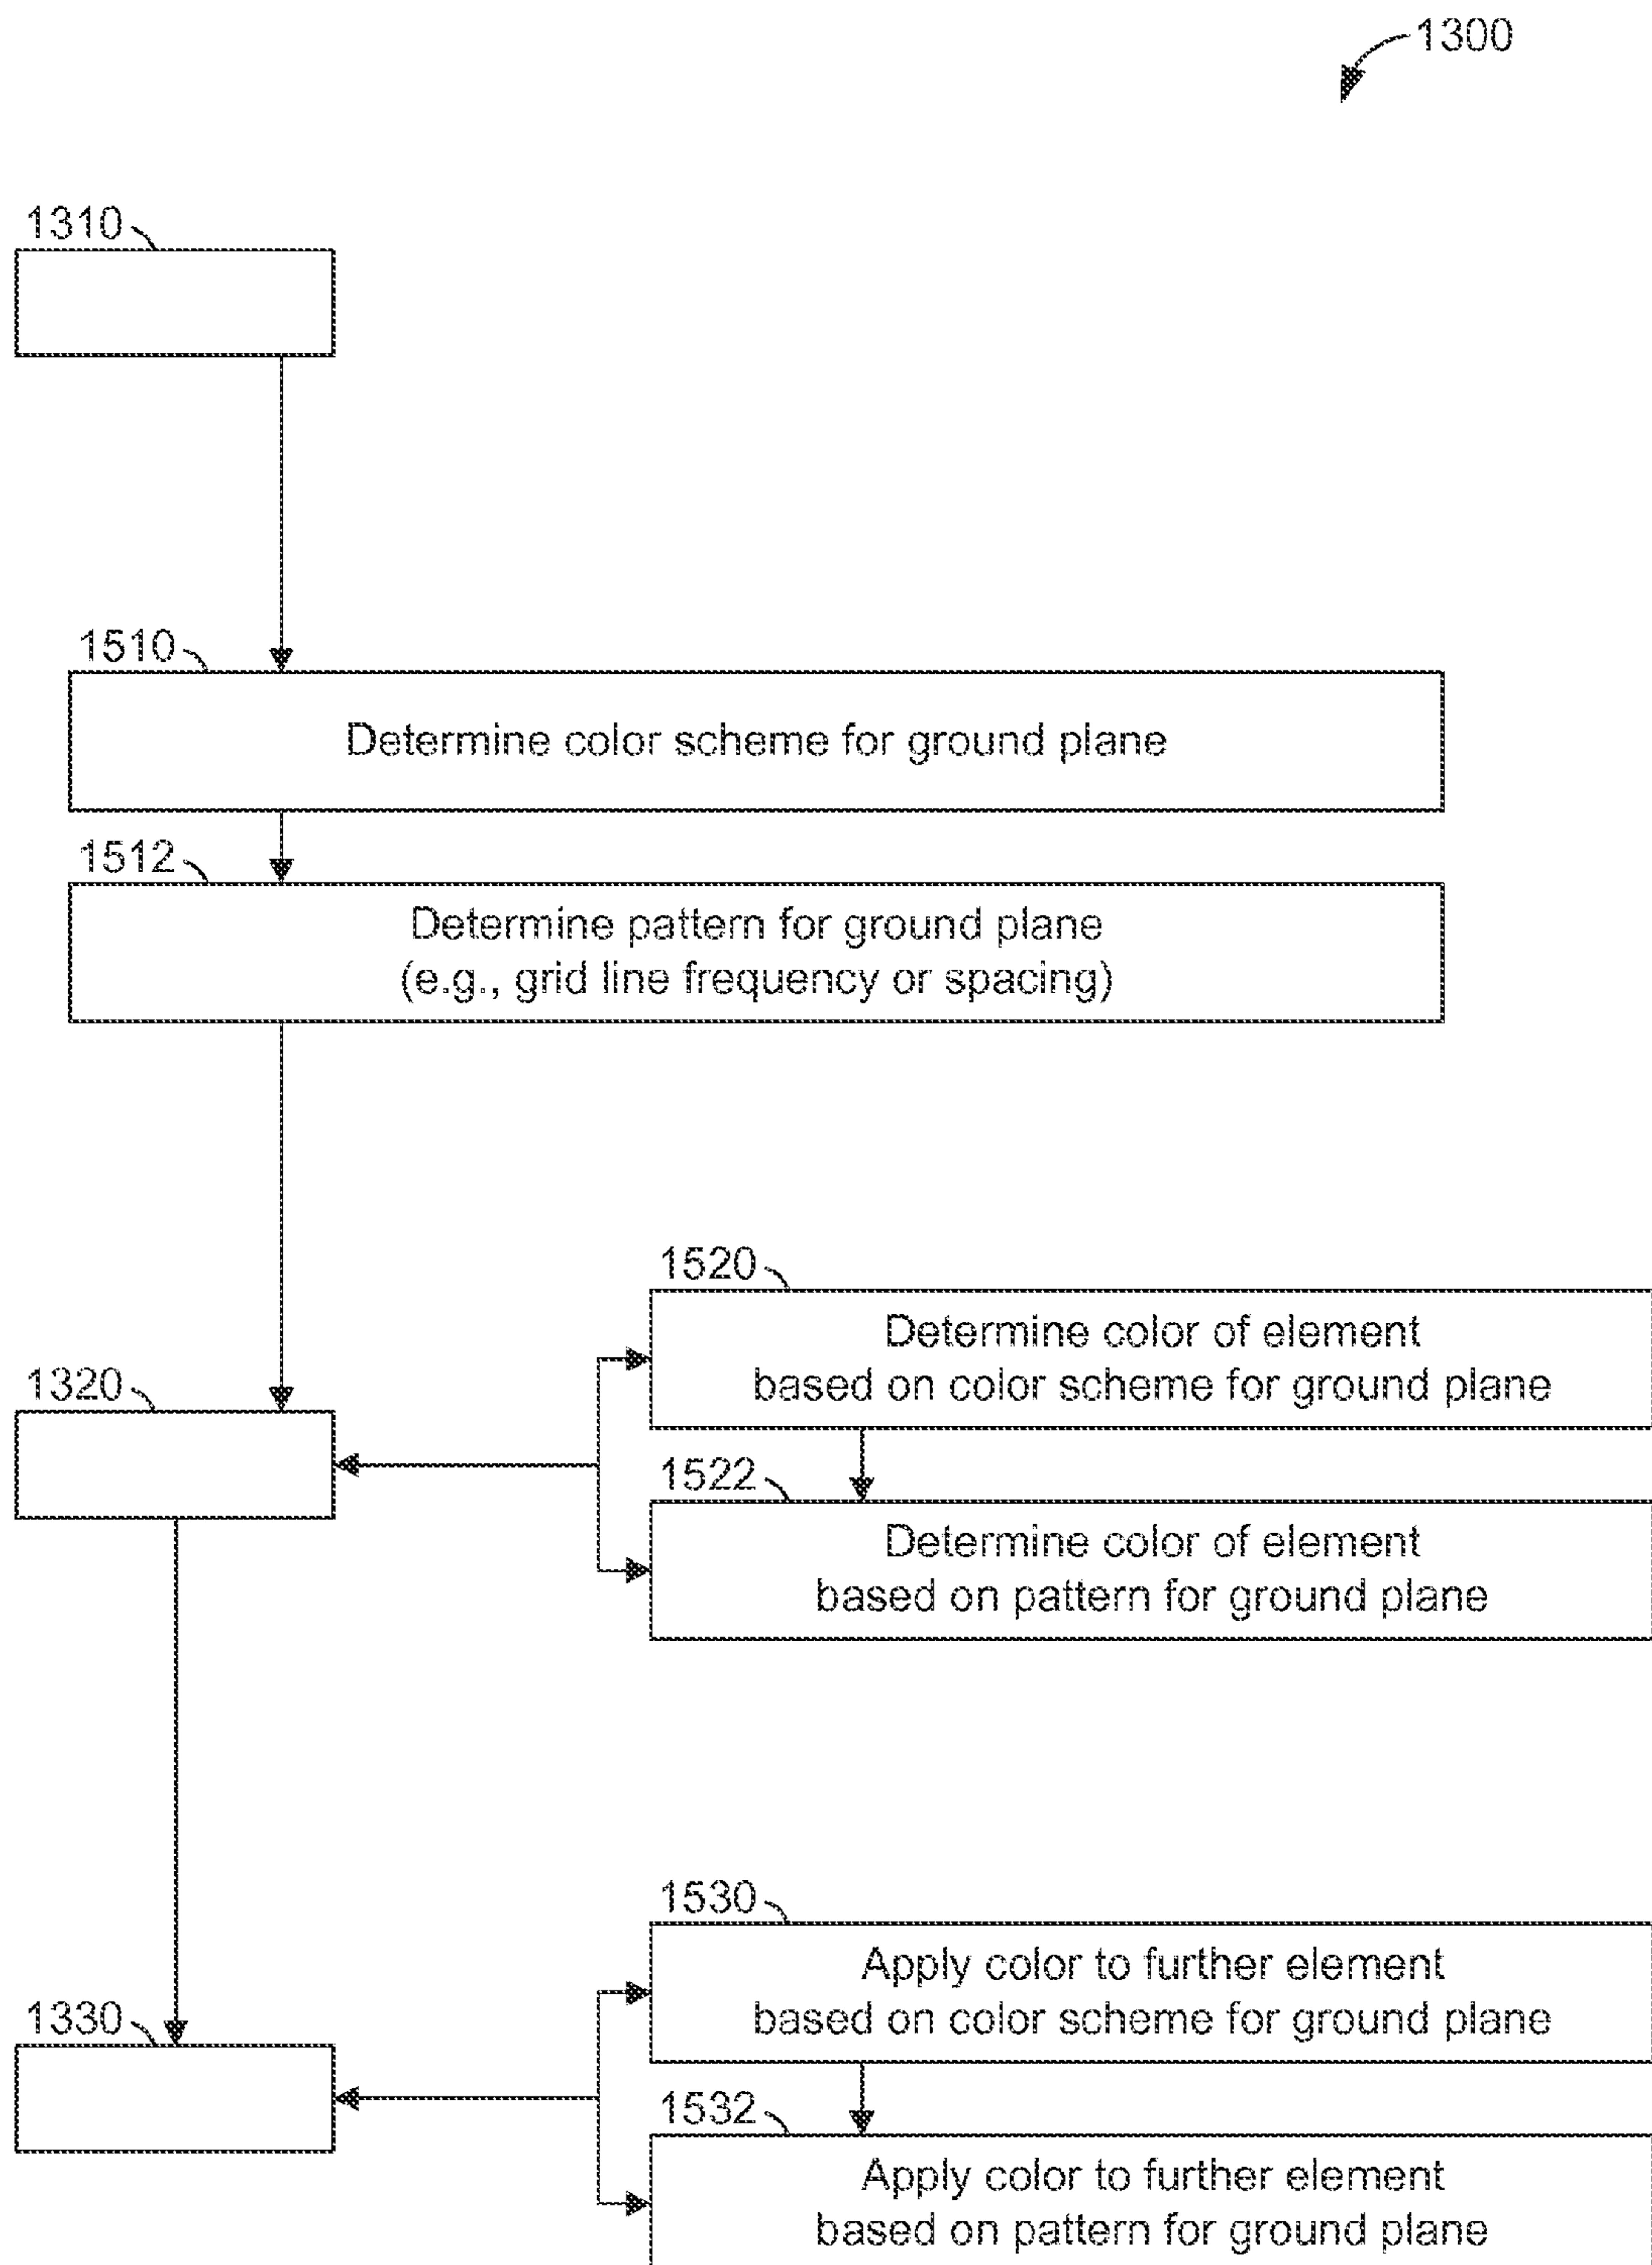 1300
1310
1510
Determine color scheme for ground plane
1512
Determine pattern for ground plane
(e.g., grid line frequency or spacing)
1520
Determine color of element
based on color scheme for ground plane
1320
1522
Determine color of element
based on pattern for ground plane
1530
Apply color to further element
based on color scheme for ground plane
1330
1532
Apply color to further element
based on pattern for ground plane